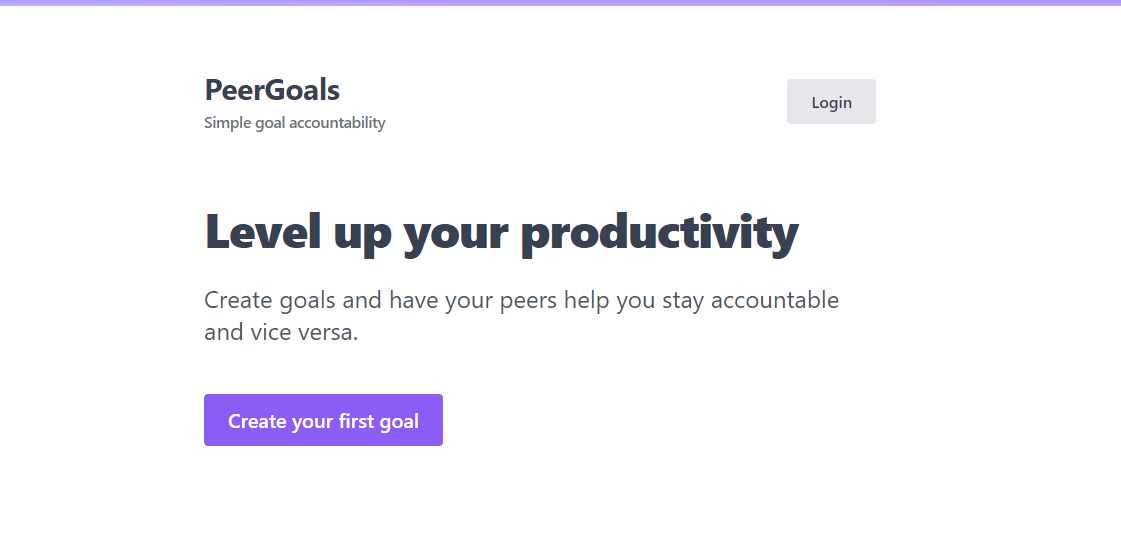 PeerGoals
Simple goal accountability
Login
Level up your productivity
Create goals and have your peers help you stay accountable
and vice versa.
Create your first goal